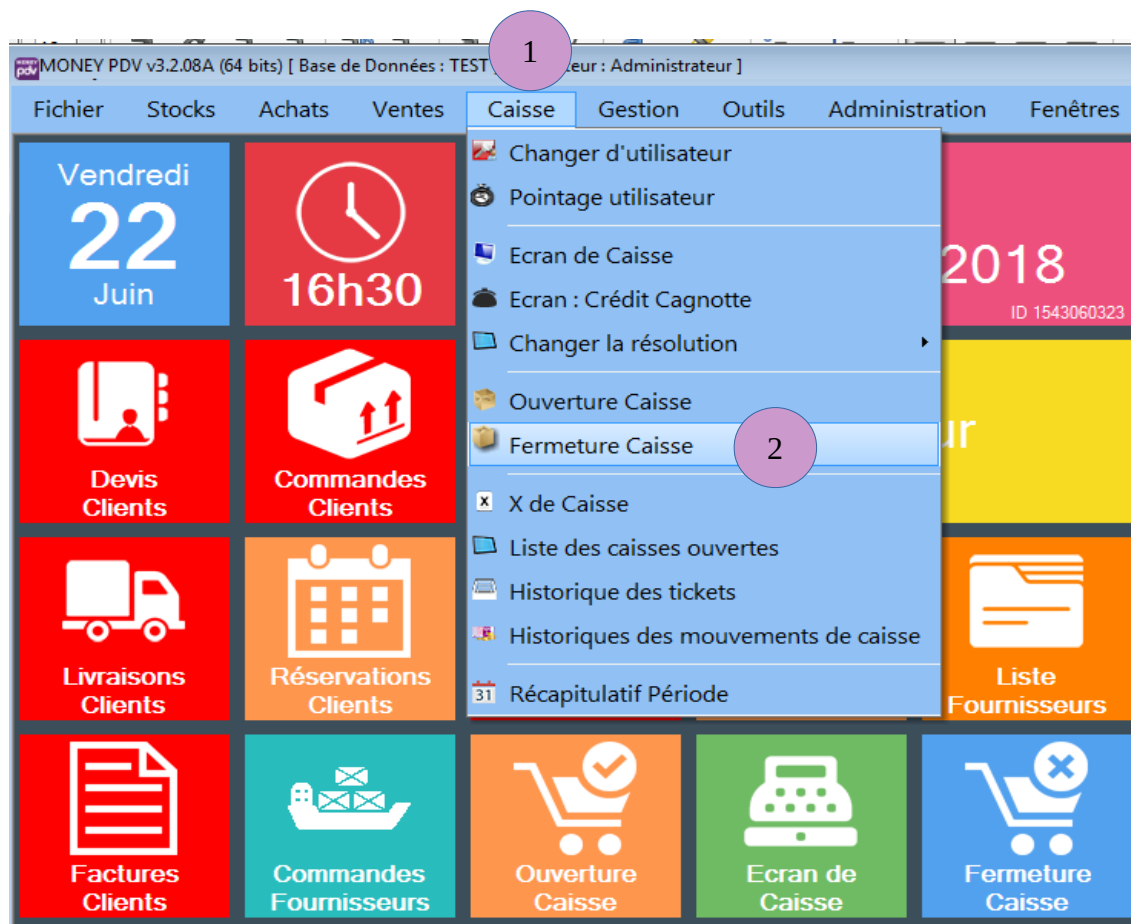 1
MONEY PDV v3.2.08A (64 bits) [ Base de Données : TEST teur : Administrateur ]
Fichier Stocks Achats Ventes Caisse Gestion Outils Administration Fenêtres
Changer d'utilisateur
Pointage utilisateur
Ecran de Caisse
Ecran : Crédit Cagnotte
Changer la résolution
Ouverture Caisse
Fermeture Caisse
2
X de Caisse
Liste des caisses ouvertes
Historique des tickets
Historiques des mouvements de caisse
31 Récapitulatif Période
Vendredi
22
Juin
16h30
2018
ID 1543060323
Devis
Clients
Commandes
Clients
ur
Livraisons
Clients
Réservations
Clients
Liste
Fournisseurs
Factures
Clients
Commandes
Fournisseurs
Ouverture
Caisse
Ecran de
Caisse
Fermeture
Caisse